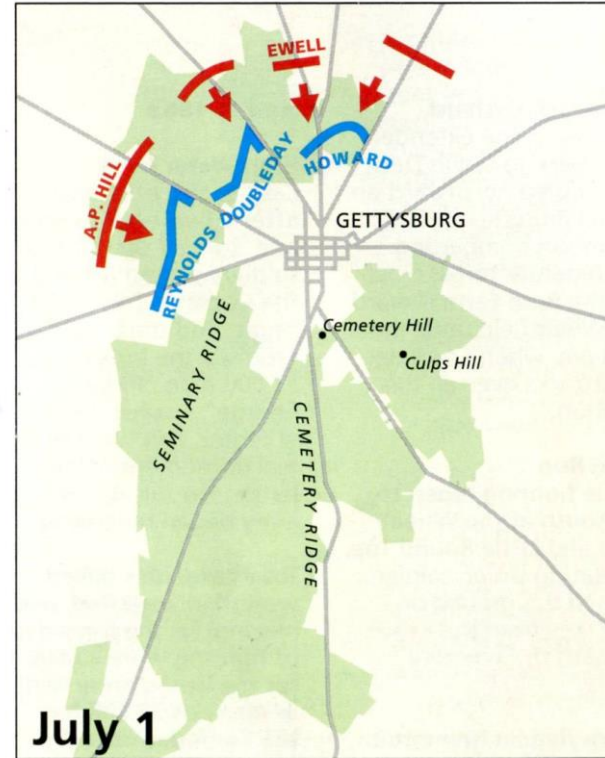 EWELL
A.P. HILL
REYNOLDS
DOUBLEDAY
HOWARD
GETTYSBURG
Cemetery Hill
Culps Hill
SEMINARY RIDGE
CEMETERY RIDGE
July 1